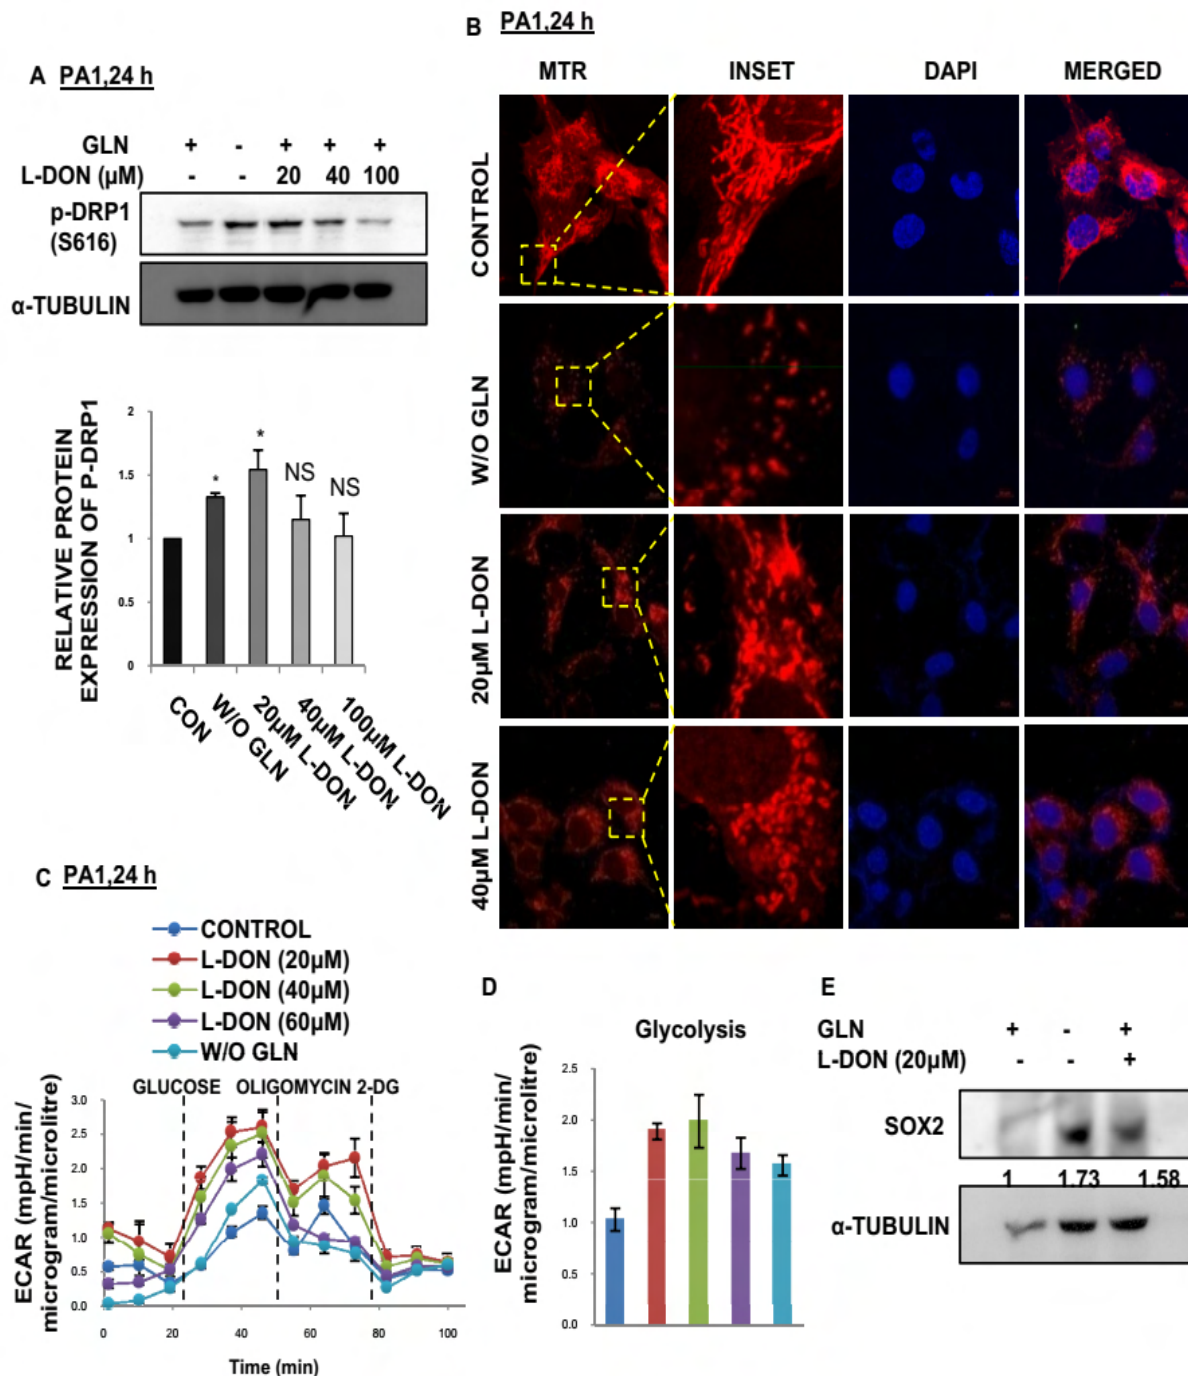 A PA1,24 h
GLN + - + + +
L-DON (µM) - - 20 40 100
p-DRP1
(S616)
α-TUBULIN
RELATIVE PROTEIN
EXPRESSION OF P-DRP1
2
1.5
1
0.5
0
*
*
NS
NS
CON
W/O GLN
20µM L-DON
40µM L-DON
100µM L-DON
B PA1,24 h
MTR INSET DAPI MERGED
CONTROL
W/O GLN
20µM L-DON
40µM L-DON
C PA1,24 h
CONTROL
L-DON (20µM)
L-DON (40µM)
L-DON (60µM)
W/O GLN
GLUCOSE OLIGOMYCIN 2-DG
ECAR (mpH/min/
microgram/microlitre)
3.0
2.5
2.0
1.5
1.0
0.5
0.0
0 20 40 60 80 100
Time (min)
D
Glycolysis
ECAR (mpH/min/
microgram/microlitre)
2.5
2.0
1.5
1.0
0.5
0.0
E
GLN + - +
L-DON (20µM) - - +
SOX2
1 1.73 1.58
α-TUBULIN